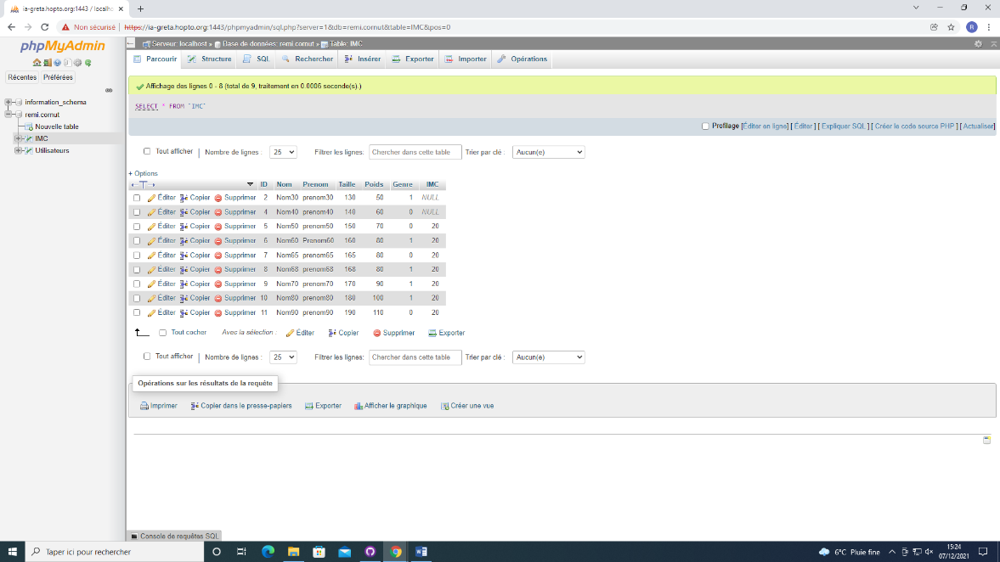 ia-greta.hopto.org:1443 / localho
Non sécurisé https://ia-greta.hopto.org:1443/phpmyadmin/sql.php?server=1&db=remi.cornut&table=IMC&pos=0
R
phpMyAdmin
Récentes Préférées
information_schema
remi.cornut
Nouvelle table
IMC
Utilisateurs
Serveur: localhost » Base de données: remi.cornut » Table: IMC
Parcourir Structure SQL Rechercher Insérer Exporter Importer Opérations
Affichage des lignes 0 - 8 (total de 9, traitement en 0.0006 seconde(s).)
SELECT * FROM `IMC`
Profilage [Éditer en ligne] [ Éditer ] [ Expliquer SQL ] [ Créer le code source PHP ] [ Actualiser]
Tout afficher Nombre de lignes : 25 Filtrer les lignes: Chercher dans cette table Trier par clé : Aucun(e)
+ Options
←T→ ID Nom Prenom Taille Poids Genre IMC
Éditer Copier Supprimer 2 Nom30 prenom30 130 50 1 NULL
Éditer Copier Supprimer 4 Nom40 prenom40 140 60 0 NULL
Éditer Copier Supprimer 5 Nom50 prenom50 150 70 0 20
Éditer Copier Supprimer 6 Nom60 Prenom60 160 80 1 20
Éditer Copier Supprimer 7 Nom65 prenom65 165 80 0 20
Éditer Copier Supprimer 8 Nom68 prenom68 168 80 1 20
Éditer Copier Supprimer 9 Nom70 prenom70 170 90 1 20
Éditer Copier Supprimer 10 Nom80 prenom80 180 100 1 20
Éditer Copier Supprimer 11 Nom90 prenom90 190 110 0 20
Tout cocher Avec la sélection : Éditer Copier Supprimer Exporter
Tout afficher Nombre de lignes : 25 Filtrer les lignes: Chercher dans cette table Trier par clé : Aucun(e)
Opérations sur les résultats de la requête
Imprimer Copier dans le presse-papiers Exporter Afficher le graphique Créer une vue
Console de requêtes SQL
Taper ici pour rechercher
6°C Pluie fine
15:24
07/12/2021